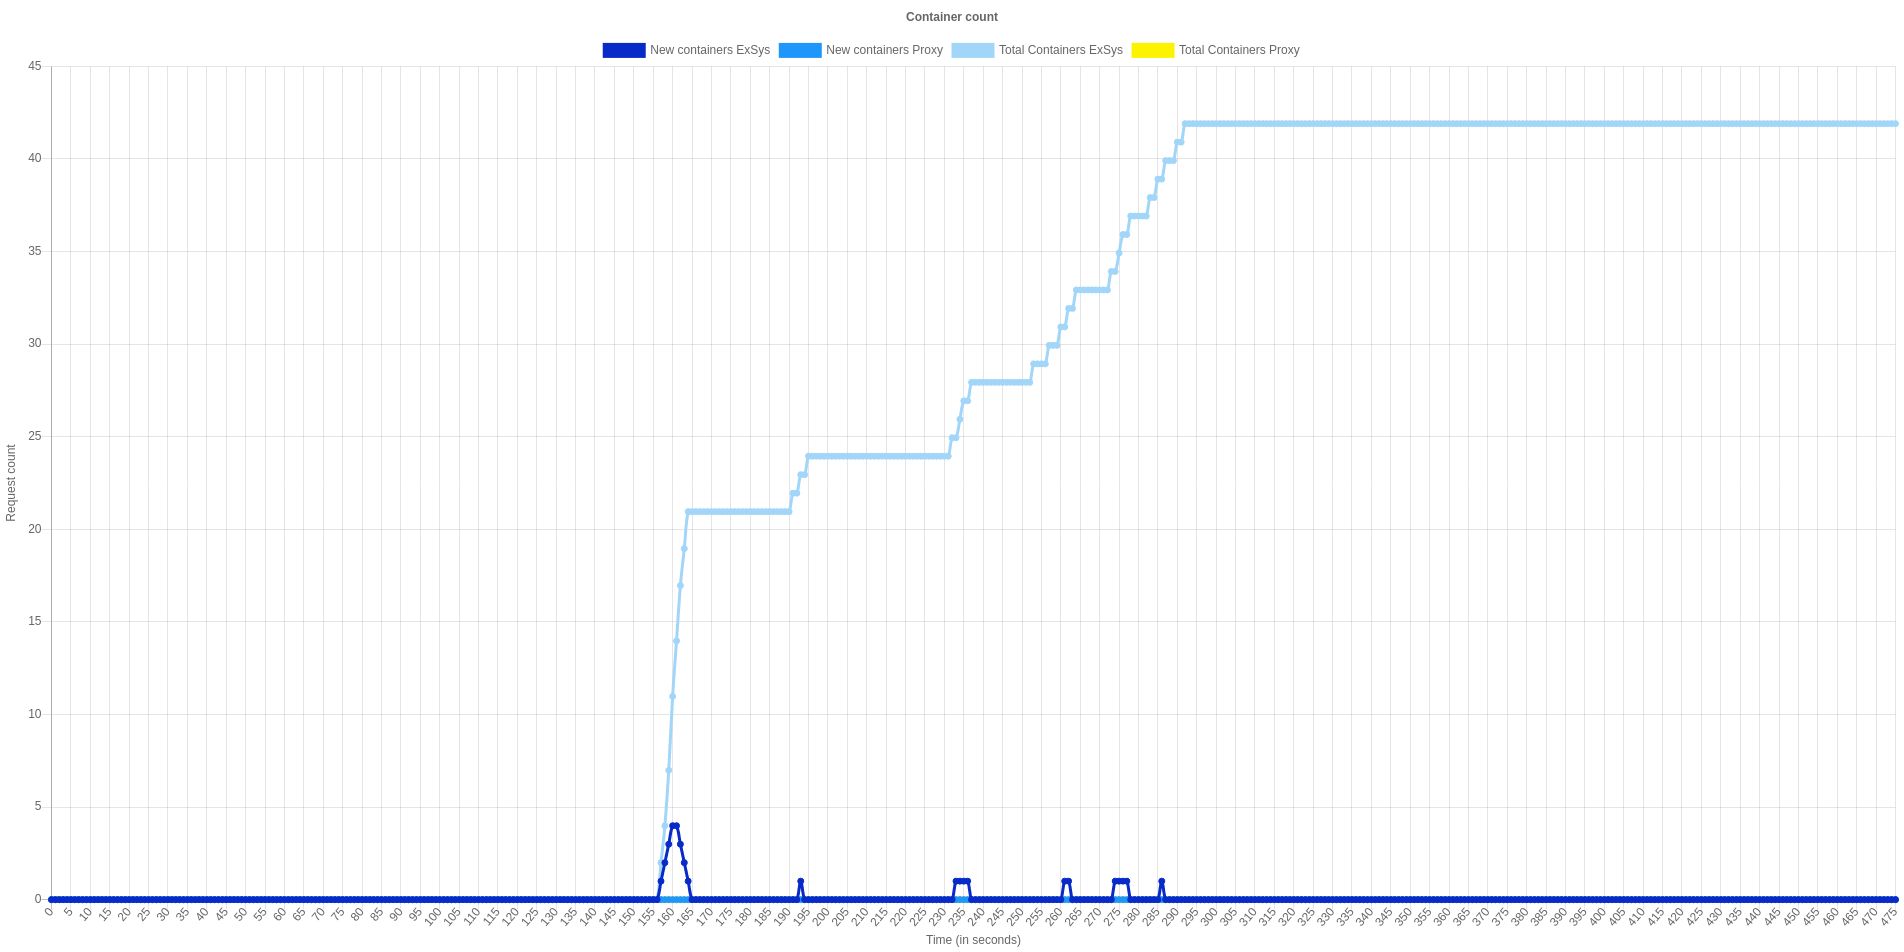 Container count
New containers ExSys New containers Proxy Total Containers ExSys Total Containers Proxy
45
40
35
30
25
20
15
10
5
0
Request count
0 5 10 15 20 25 30 35 40 45 50 55 60 65 70 75 80 85 90 95 100 105 110 115 120 125 130 135 140 145 150 155 160 165 170 175 180 185 190 195 200 205 210 215 220 225 230 235 240 245 250 255 260 265 270 275 280 285 290 295 300 305 310 315 320 325 330 335 340 345 350 355 360 365 370 375 380 385 390 395 400 405 410 415 420 425 430 435 440 445 450 455 460 465 470 475
Time (in seconds)